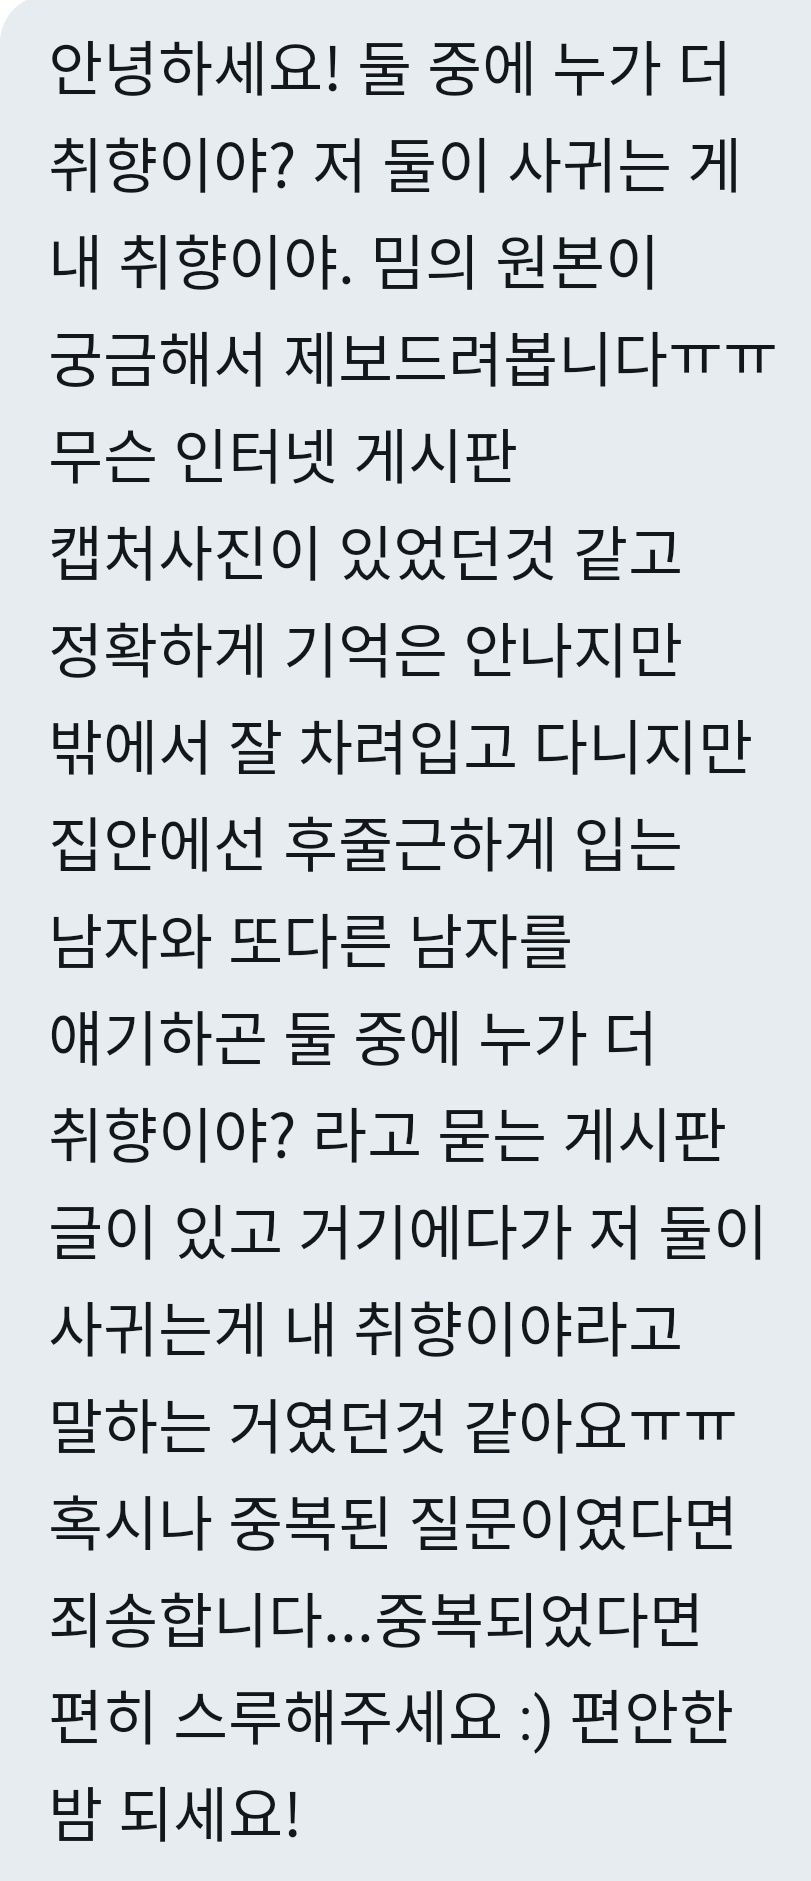 안녕하세요! 둘 중에 누가 더
취향이야? 저 둘이 사귀는 게
내 취향이야. 밈의 원본이
궁금해서 제보드려봅니다ㅠㅠ
무슨 인터넷 게시판
캡처사진이 있었던것 같고
정확하게 기억은 안나지만
밖에서 잘 차려입고 다니지만
집안에선 후줄근하게 입는
남자와 또다른 남자를
얘기하곤 둘 중에 누가 더
취향이야? 라고 묻는 게시판
글이 있고 거기에다가 저 둘이
사귀는게 내 취향이야라고
말하는 거였던것 같아요ㅠㅠ
혹시나 중복된 질문이였다면
죄송합니다...중복되었다면
편히 스루해주세요 :) 편안한
밤 되세요!